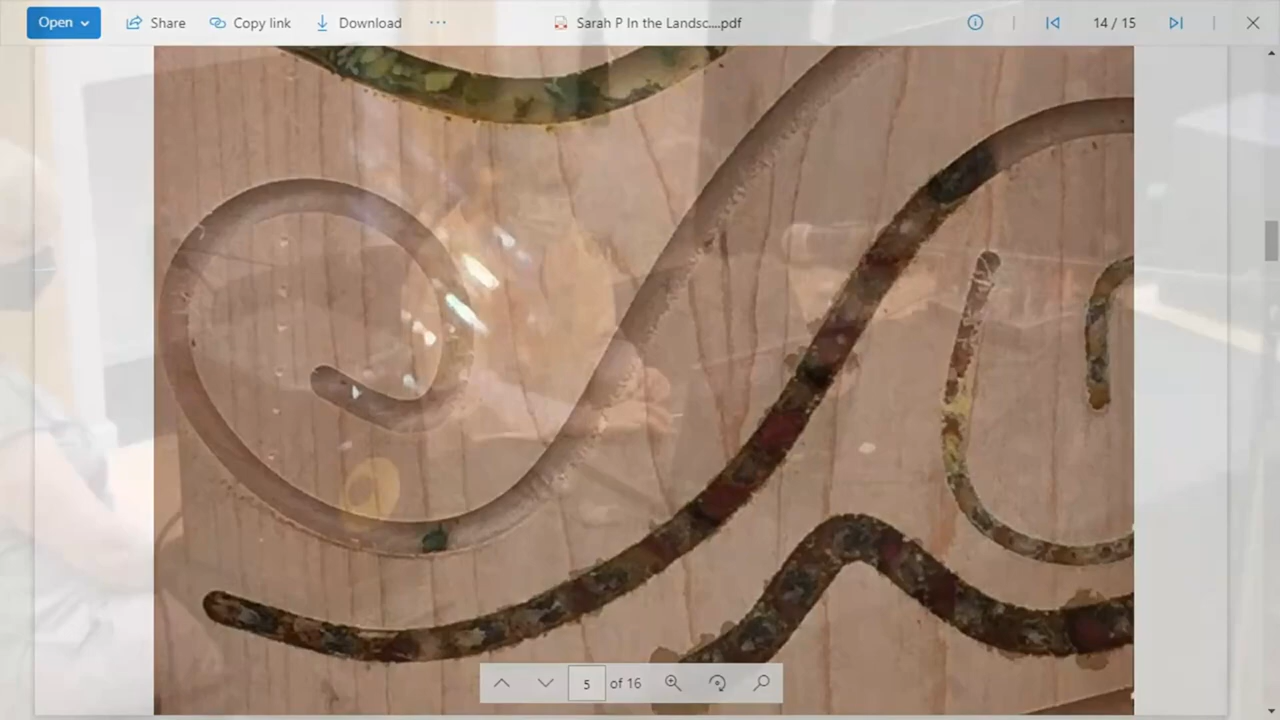 Open Share Copy link Download ··· Sarah P In the Landsc....pdf 14 / 15
5 of 16